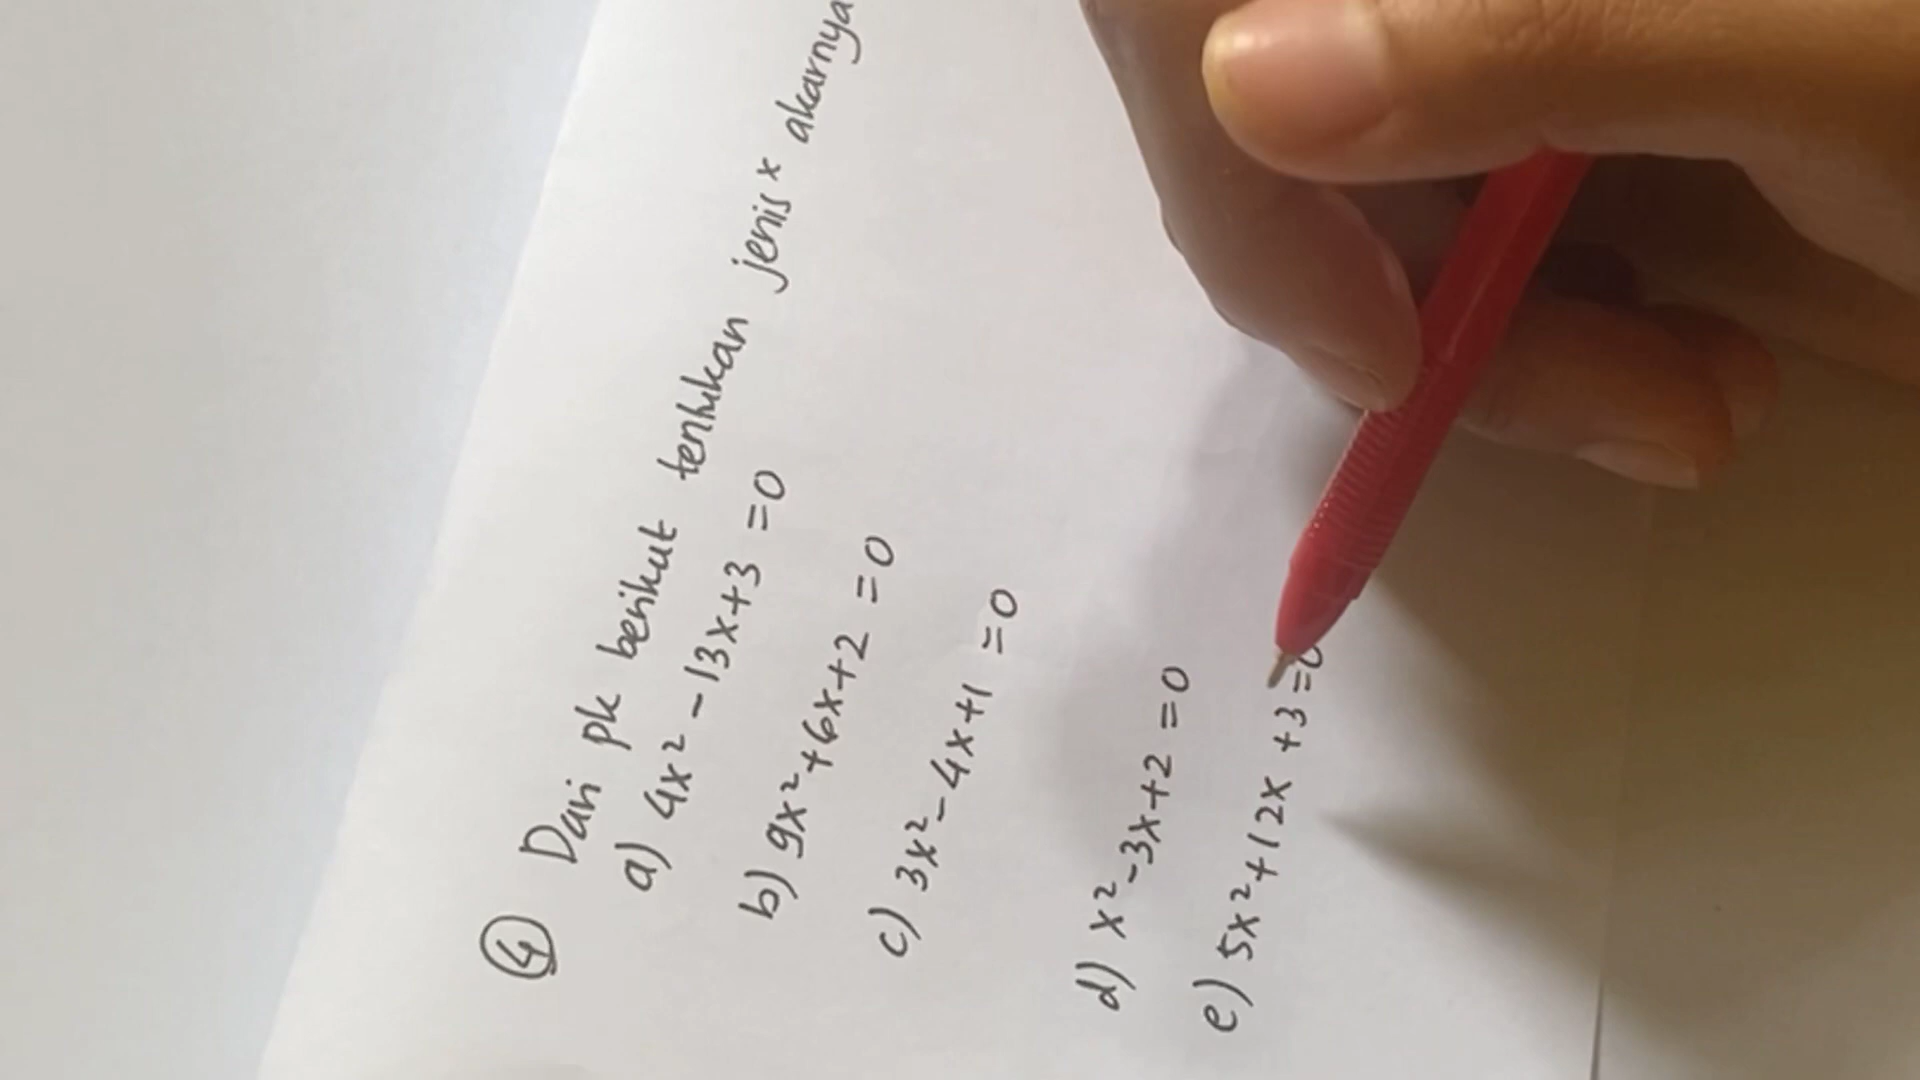 ④ Dari pk berikut tentukan jenis x akarnya
a) 4x² - 13x + 3 = 0
b) 9x² + 6x + 2 = 0
c) 3x² - 4x + 1 = 0
d) x² - 3x + 2 = 0
e) 5x² + 12x + 3 = 0